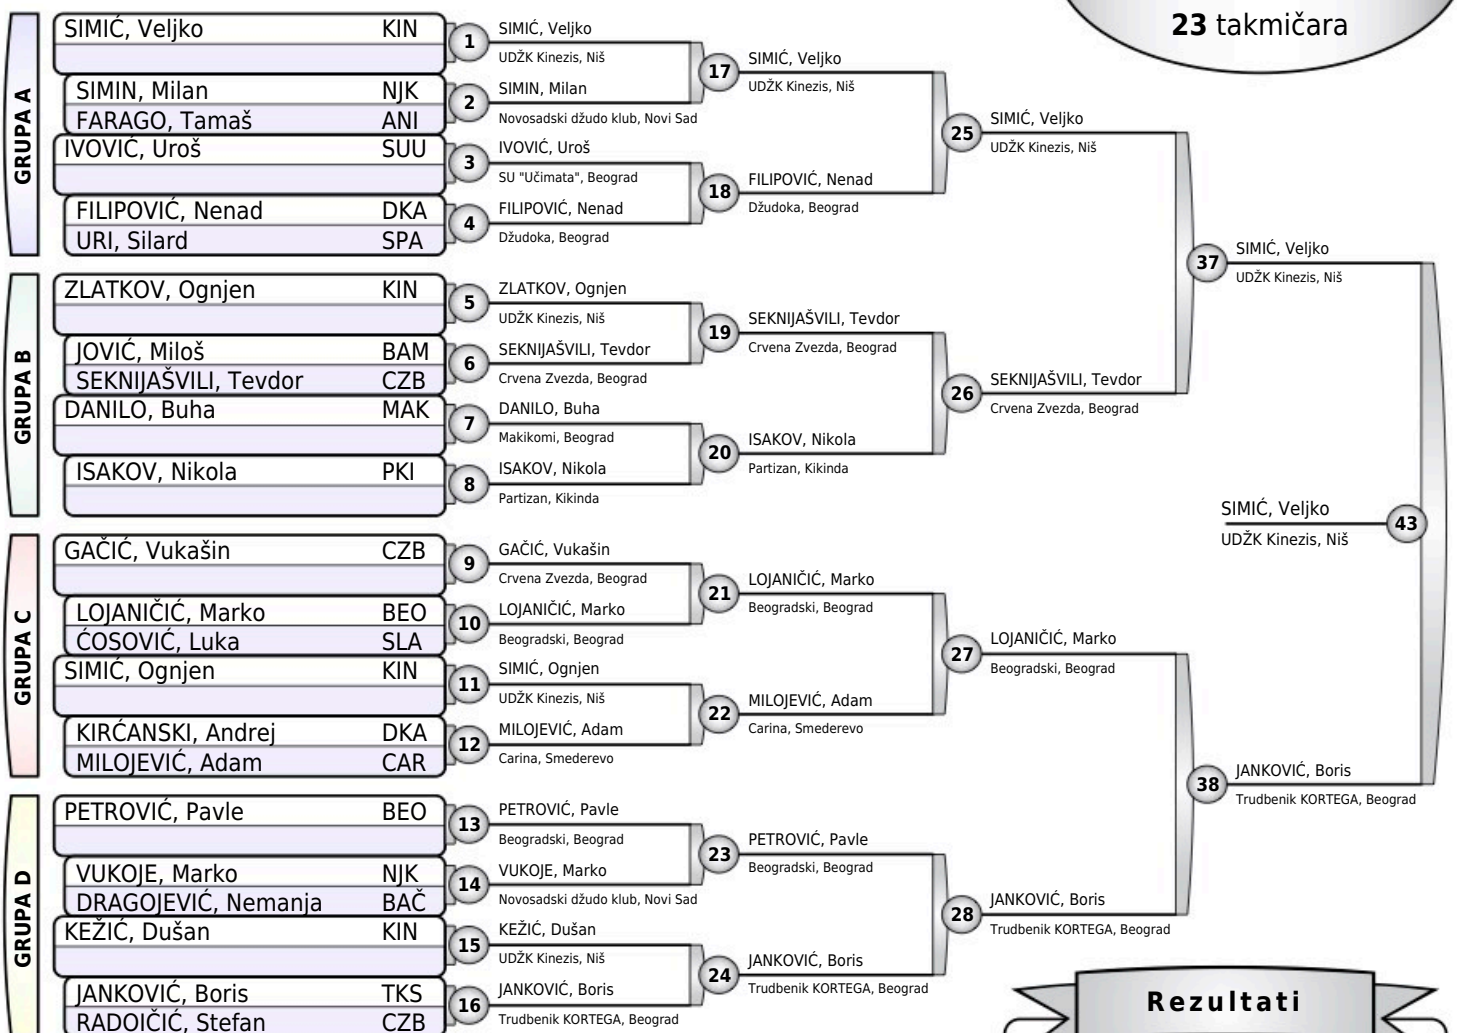 23 takmičara
GRUPA A
SIMIĆ, Veljko KIN
SIMIN, Milan NJK
FARAGO, Tamaš ANI
IVOVIĆ, Uroš SUU
FILIPOVIĆ, Nenad DKA
URI, Silard SPA
GRUPA B
ZLATKOV, Ognjen KIN
JOVIĆ, Miloš BAM
SEKNIJAŠVILI, Tevdor CZB
DANILO, Buha MAK
ISAKOV, Nikola PKI
GRUPA C
GAČIĆ, Vukašin CZB
LOJANIČIĆ, Marko BEO
ĆOSOVIĆ, Luka SLA
SIMIĆ, Ognjen KIN
KIRĆANSKI, Andrej DKA
MILOJEVIĆ, Adam CAR
GRUPA D
PETROVIĆ, Pavle BEO
VUKOJE, Marko NJK
DRAGOJEVIĆ, Nemanja BAČ
KEŽIĆ, Dušan KIN
JANKOVIĆ, Boris TKS
RADOIČIĆ, Stefan CZB
1 SIMIĆ, Veljko
UDŽK Kinezis, Niš
2 SIMIN, Milan
Novosadski džudo klub, Novi Sad
3 IVOVIĆ, Uroš
SU "Učimata", Beograd
4 FILIPOVIĆ, Nenad
Džudoka, Beograd
5 ZLATKOV, Ognjen
UDŽK Kinezis, Niš
6 SEKNIJAŠVILI, Tevdor
Crvena Zvezda, Beograd
7 DANILO, Buha
Makikomi, Beograd
8 ISAKOV, Nikola
Partizan, Kikinda
9 GAČIĆ, Vukašin
Crvena Zvezda, Beograd
10 LOJANIČIĆ, Marko
Beogradski, Beograd
11 SIMIĆ, Ognjen
UDŽK Kinezis, Niš
12 MILOJEVIĆ, Adam
Carina, Smederevo
13 PETROVIĆ, Pavle
Beogradski, Beograd
14 VUKOJE, Marko
Novosadski džudo klub, Novi Sad
15 KEŽIĆ, Dušan
UDŽK Kinezis, Niš
16 JANKOVIĆ, Boris
Trudbenik KORTEGA, Beograd
17 SIMIĆ, Veljko
UDŽK Kinezis, Niš
18 FILIPOVIĆ, Nenad
Džudoka, Beograd
19 SEKNIJAŠVILI, Tevdor
Crvena Zvezda, Beograd
20 ISAKOV, Nikola
Partizan, Kikinda
21 LOJANIČIĆ, Marko
Beogradski, Beograd
22 MILOJEVIĆ, Adam
Carina, Smederevo
23 PETROVIĆ, Pavle
Beogradski, Beograd
24 JANKOVIĆ, Boris
Trudbenik KORTEGA, Beograd
25 SIMIĆ, Veljko
UDŽK Kinezis, Niš
26 SEKNIJAŠVILI, Tevdor
Crvena Zvezda, Beograd
27 LOJANIČIĆ, Marko
Beogradski, Beograd
28 JANKOVIĆ, Boris
Trudbenik KORTEGA, Beograd
37 SIMIĆ, Veljko
UDŽK Kinezis, Niš
38 JANKOVIĆ, Boris
Trudbenik KORTEGA, Beograd
SIMIĆ, Veljko 43
UDŽK Kinezis, Niš
Rezultati